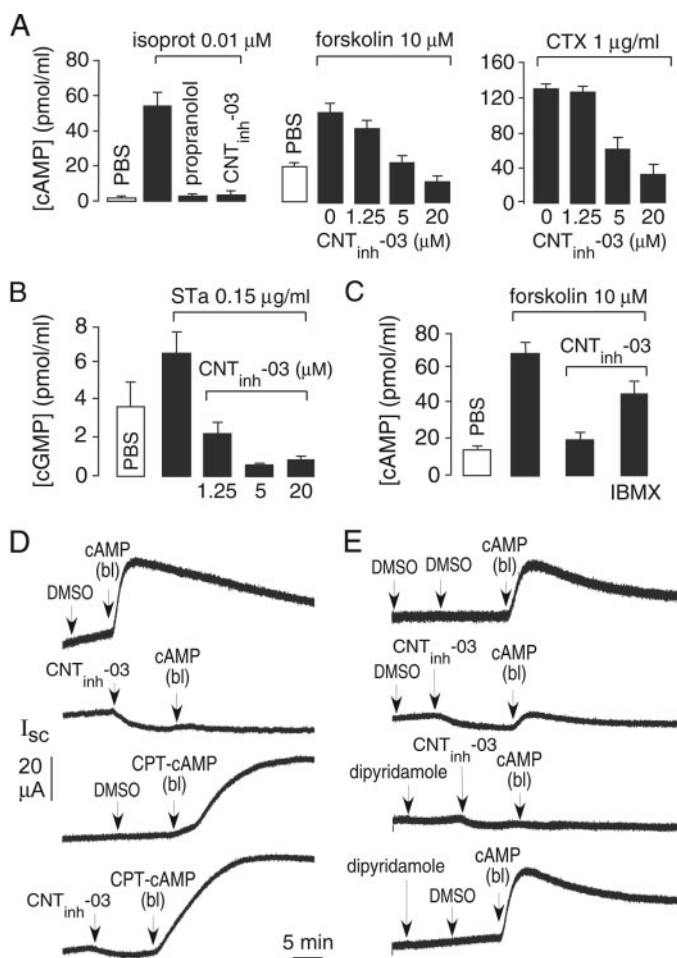 A
isoprot 0.01 μM
[cAMP] (pmol/ml)
80
60
40
20
0
PBS
propranolol
CNTinh-03
forskolin 10 μM
80
60
40
20
0
PBS
0 1.25 5 20
CNTinh-03 (μM)
CTX 1 μg/ml
160
120
80
40
0 1.25 5 20
CNTinh-03 (μM)
B
STa 0.15 μg/ml
[cGMP] (pmol/ml)
8
6
4
2
0
PBS
CNTinh-03 (μM)
1.25 5 20
C
forskolin 10 μM
[cAMP] (pmol/ml)
80
60
40
20
0
PBS
CNTinh-03
IBMX
D
cAMP
(bl)
DMSO
CNTinh-03
cAMP
(bl)
ISC
20
μA
DMSO
CPT-cAMP
(bl)
CNTinh-03
CPT-cAMP
(bl)
5 min
E
DMSO
DMSO
cAMP
(bl)
DMSO
CNTinh-03
cAMP
(bl)
dipyridamole
CNTinh-03
cAMP
(bl)
dipyridamole
DMSO
cAMP
(bl)